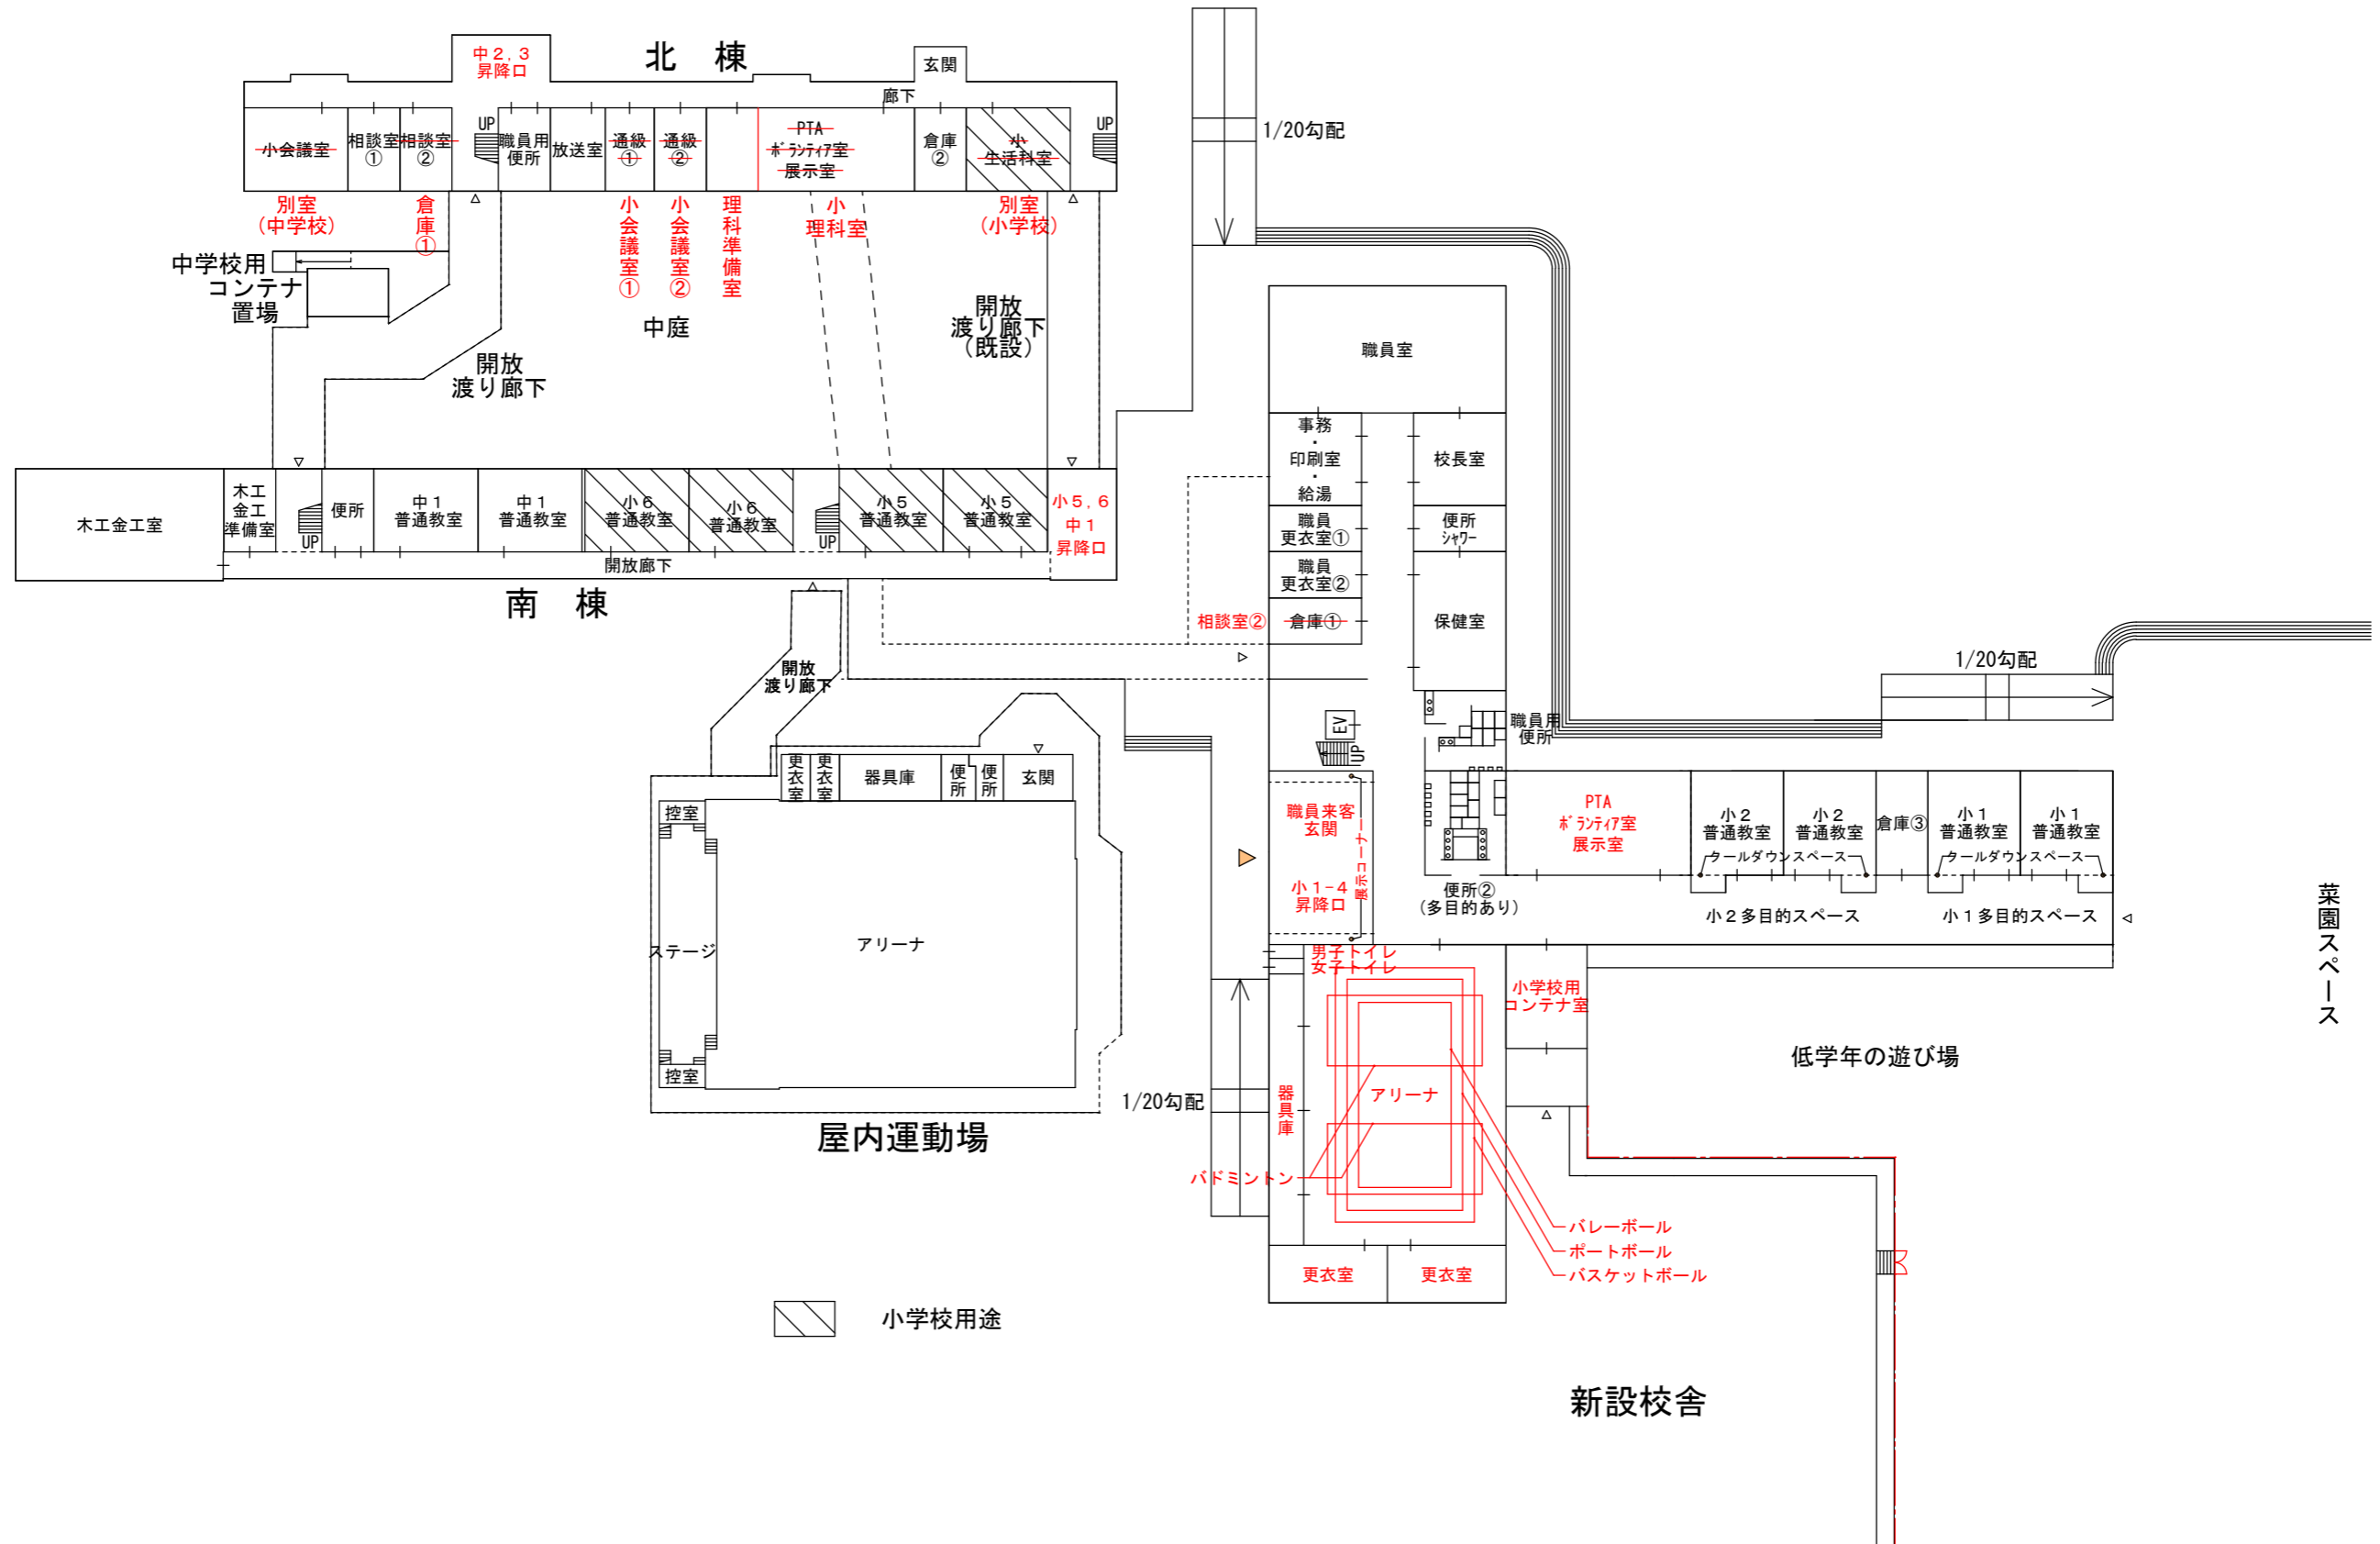 北　棟
中２,３
昇降口
玄関
廊下
小会議室
相談室
①
相談室
②
UP
職員用
便所
放送室
通級
①
通級
②
PTA
ﾎﾞﾗﾝﾃｨｱ室
展示室
倉庫
②
小
生活科室
UP
別室
（中学校）
倉庫①
小会議室①
小会議室②
理科準備室
小
理科室
別室
（小学校）
中学校用
コンテナ
置場
中庭
開放
渡り廊下
開放
渡り廊下
（既設）
1/20勾配
木工金工室
木工
金工
準備室
UP
便所
中１
普通教室
中１
普通教室
小６
普通教室
小６
普通教室
UP
小５
普通教室
小５
普通教室
小５,６
中１
昇降口
開放廊下
南　棟
開放
渡り廊下
職員室
事務
・
印刷室
・
給湯
校長室
職員
更衣室①
便所
ｼｬﾜｰ
職員
更衣室②
相談室②
倉庫①
保健室
EV
UP
職員用
便所
1/20勾配
更衣室
更衣室
器具庫
便所
便所
玄関
控室
ステージ
アリーナ
控室
屋内運動場
職員来客
玄関
展示コーナー
小１-４
昇降口
便所②
（多目的あり）
PTA
ﾎﾞﾗﾝﾃｨｱ室
展示室
小２
普通教室
小２
普通教室
倉庫③
小１
普通教室
小１
普通教室
クールダウンスペース
クールダウンスペース
小２多目的スペース
小１多目的スペース
菜園スペース
男子トイレ
女子トイレ
小学校用
コンテナ室
低学年の遊び場
器具庫
アリーナ
1/20勾配
バドミントン
バレーボール
ポートボール
バスケットボール
更衣室
更衣室
小学校用途
新設校舎